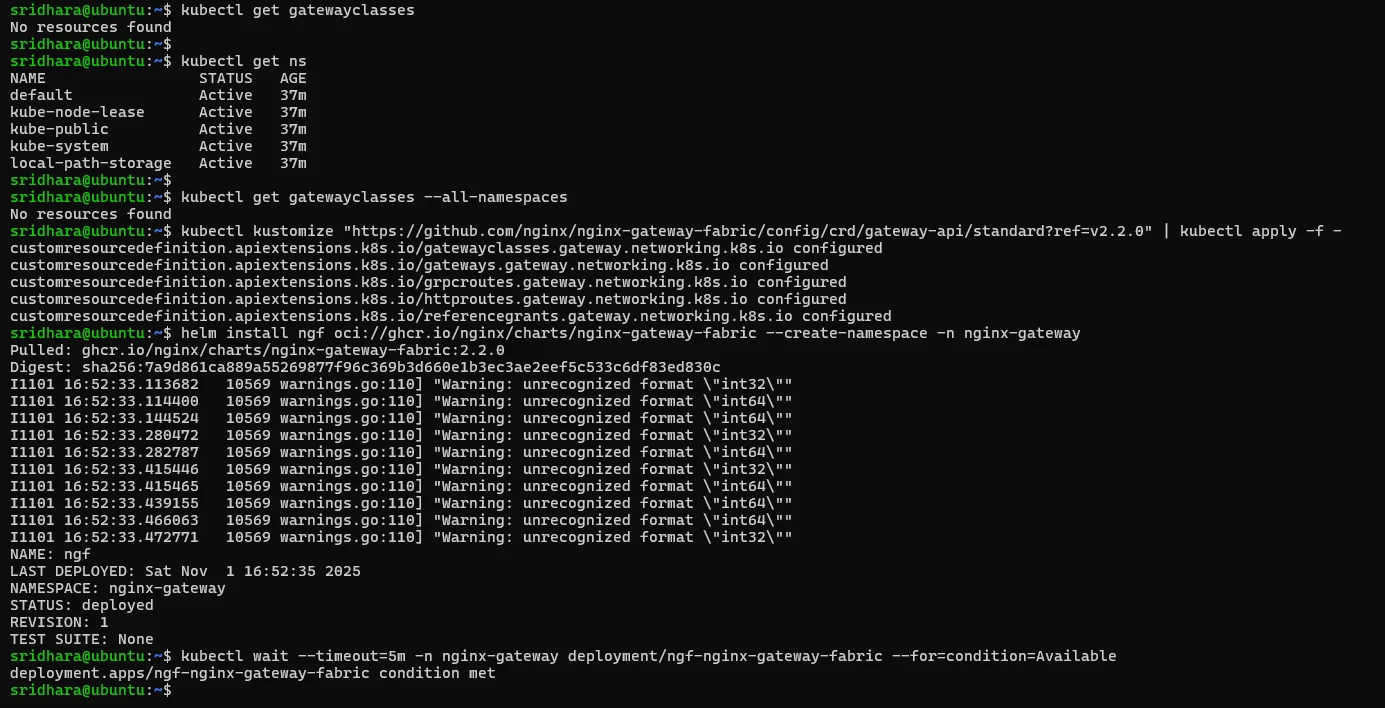 sridhara@ubuntu:~$ kubectl get gatewayclasses
No resources found
sridhara@ubuntu:~$
sridhara@ubuntu:~$ kubectl get ns
NAME                 STATUS   AGE
default              Active   37m
kube-node-lease      Active   37m
kube-public          Active   37m
kube-system          Active   37m
local-path-storage   Active   37m
sridhara@ubuntu:~$
sridhara@ubuntu:~$ kubectl get gatewayclasses --all-namespaces
No resources found
sridhara@ubuntu:~$ kubectl kustomize "https://github.com/nginx/nginx-gateway-fabric/config/crd/gateway-api/standard?ref=v2.2.0" | kubectl apply -f -
customresourcedefinition.apiextensions.k8s.io/gatewayclasses.gateway.networking.k8s.io configured
customresourcedefinition.apiextensions.k8s.io/gateways.gateway.networking.k8s.io configured
customresourcedefinition.apiextensions.k8s.io/grpcroutes.gateway.networking.k8s.io configured
customresourcedefinition.apiextensions.k8s.io/httproutes.gateway.networking.k8s.io configured
customresourcedefinition.apiextensions.k8s.io/referencegrants.gateway.networking.k8s.io configured
sridhara@ubuntu:~$ helm install ngf oci://ghcr.io/nginx/charts/nginx-gateway-fabric --create-namespace -n nginx-gateway
Pulled: ghcr.io/nginx/charts/nginx-gateway-fabric:2.2.0
Digest: sha256:7a9d861ca889a55269877f96c369b3d660e1b3ec3ae2eef5c533c6df83ed830c
I1101 16:52:33.113682   10569 warnings.go:110] "Warning: unrecognized format \"int32\""
I1101 16:52:33.114400   10569 warnings.go:110] "Warning: unrecognized format \"int64\""
I1101 16:52:33.144524   10569 warnings.go:110] "Warning: unrecognized format \"int64\""
I1101 16:52:33.280472   10569 warnings.go:110] "Warning: unrecognized format \"int32\""
I1101 16:52:33.282787   10569 warnings.go:110] "Warning: unrecognized format \"int64\""
I1101 16:52:33.415446   10569 warnings.go:110] "Warning: unrecognized format \"int32\""
I1101 16:52:33.415465   10569 warnings.go:110] "Warning: unrecognized format \"int64\""
I1101 16:52:33.439155   10569 warnings.go:110] "Warning: unrecognized format \"int64\""
I1101 16:52:33.466063   10569 warnings.go:110] "Warning: unrecognized format \"int64\""
I1101 16:52:33.472771   10569 warnings.go:110] "Warning: unrecognized format \"int32\""
NAME: ngf
LAST DEPLOYED: Sat Nov  1 16:52:35 2025
NAMESPACE: nginx-gateway
STATUS: deployed
REVISION: 1
TEST SUITE: None
sridhara@ubuntu:~$ kubectl wait --timeout=5m -n nginx-gateway deployment/ngf-nginx-gateway-fabric --for=condition=Available
deployment.apps/ngf-nginx-gateway-fabric condition met
sridhara@ubuntu:~$